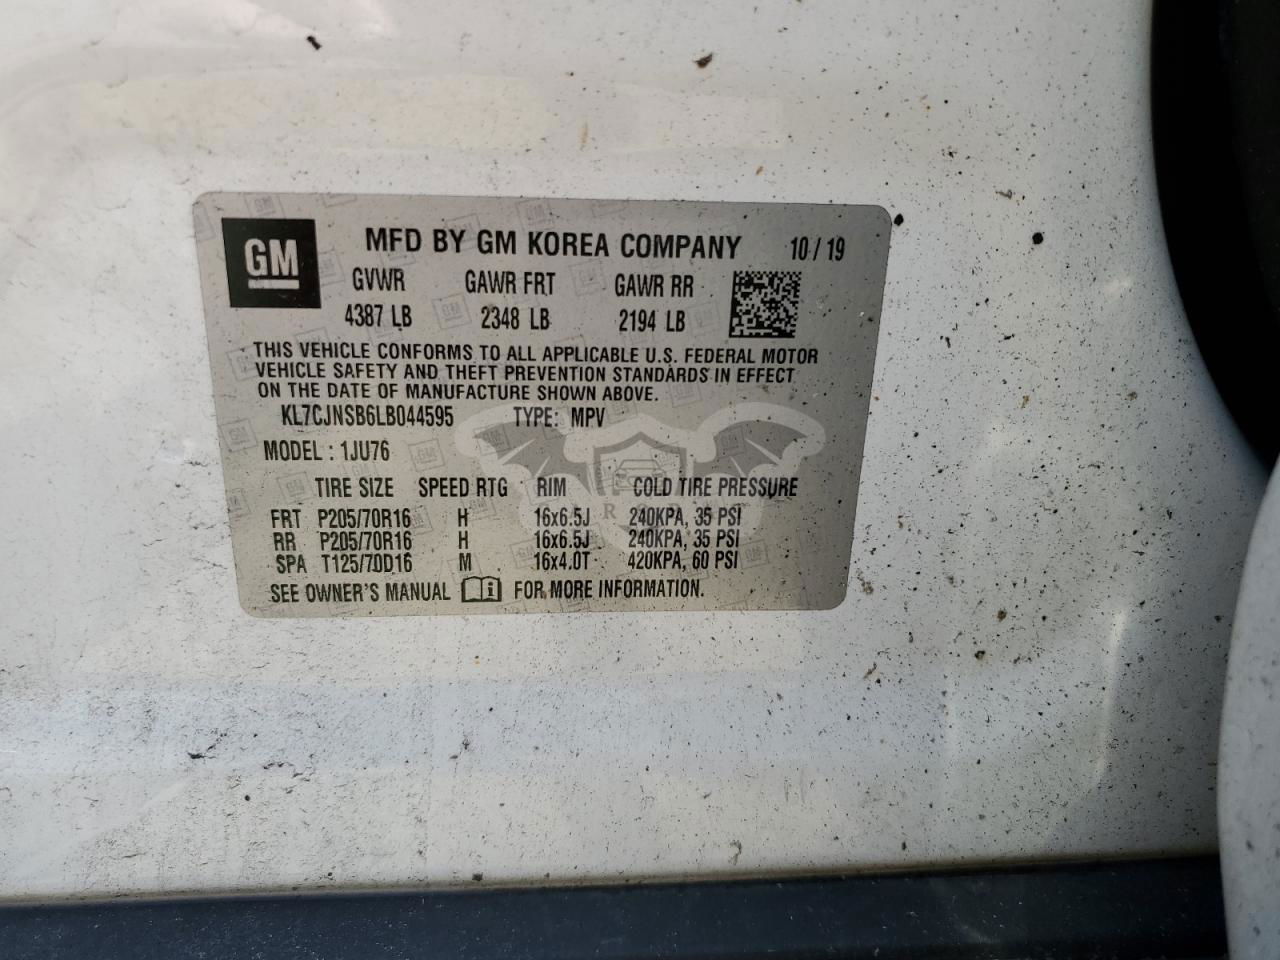 GM
MFD BY GM KOREA COMPANY 10 / 19
GVWR GAWR FRT GAWR RR
4387 LB 2348 LB 2194 LB
THIS VEHICLE CONFORMS TO ALL APPLICABLE U.S. FEDERAL MOTOR
VEHICLE SAFETY AND THEFT PREVENTION STANDARDS IN EFFECT
ON THE DATE OF MANUFACTURE SHOWN ABOVE.
KL7CJNSB6LB044595 TYPE: MPV
MODEL : 1JU76
TIRE SIZE SPEED RTG RIM COLD TIRE PRESSURE
FRT P205/70R16 H 16x6.5J 240KPA, 35 PSI
RR P205/70R16 H 16x6.5J 240KPA, 35 PSI
SPA T125/70D16 M 16x4.0T 420KPA, 60 PSI
SEE OWNER'S MANUAL FOR MORE INFORMATION.